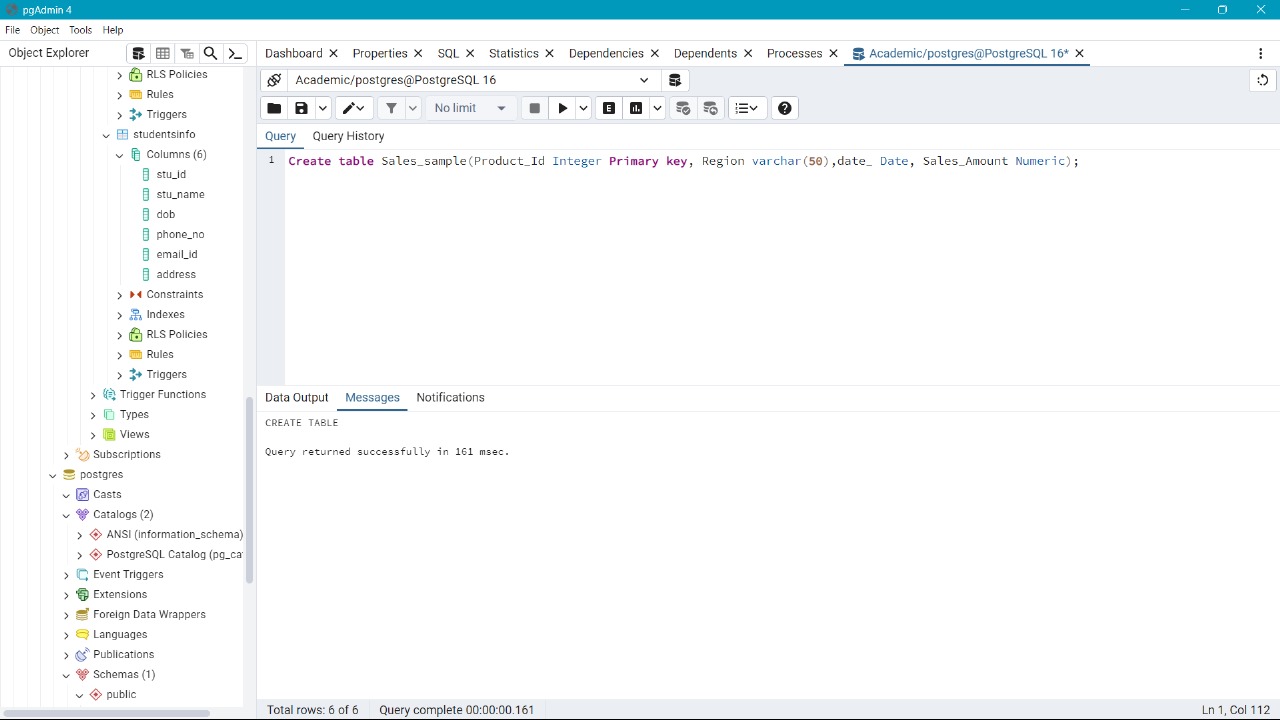 pgAdmin 4
File Object Tools Help
Object Explorer
Dashboard Properties SQL Statistics Dependencies Dependents Processes Academic/postgres@PostgreSQL 16*
RLS Policies
Rules
Triggers
studentsinfo
Columns (6)
stu_id
stu_name
dob
phone_no
email_id
address
Constraints
Indexes
RLS Policies
Rules
Triggers
Trigger Functions
Types
Views
Subscriptions
postgres
Casts
Catalogs (2)
ANSI (information_schema)
PostgreSQL Catalog (pg_ca
Event Triggers
Extensions
Foreign Data Wrappers
Languages
Publications
Schemas (1)
public
Academic/postgres@PostgreSQL 16
No limit
E
Query Query History
1 Create table Sales_sample(Product_Id Integer Primary key, Region varchar(50),date_ Date, Sales_Amount Numeric);
Data Output Messages Notifications
CREATE TABLE
Query returned successfully in 161 msec.
Total rows: 6 of 6 Query complete 00:00:00.161 Ln 1, Col 112